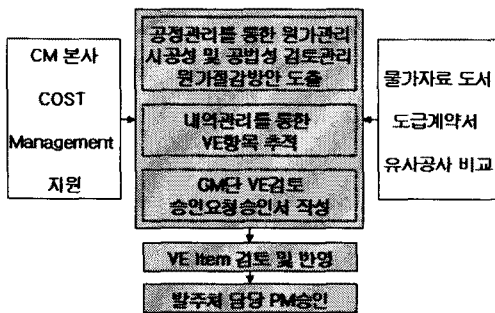 CM 본사
COST
Management
지원
공정관리를 통한 원가관리
시공성 및 공법성 검토관리
원가절감방안 도출
내역관리를 통한
VE항목 추적
CM단 VE검토
승인요청승인서 작성
물가자료 도서
도급계약서
유사공사 비교
VE Item 검토 및 반영
발주처 담당 PM승인